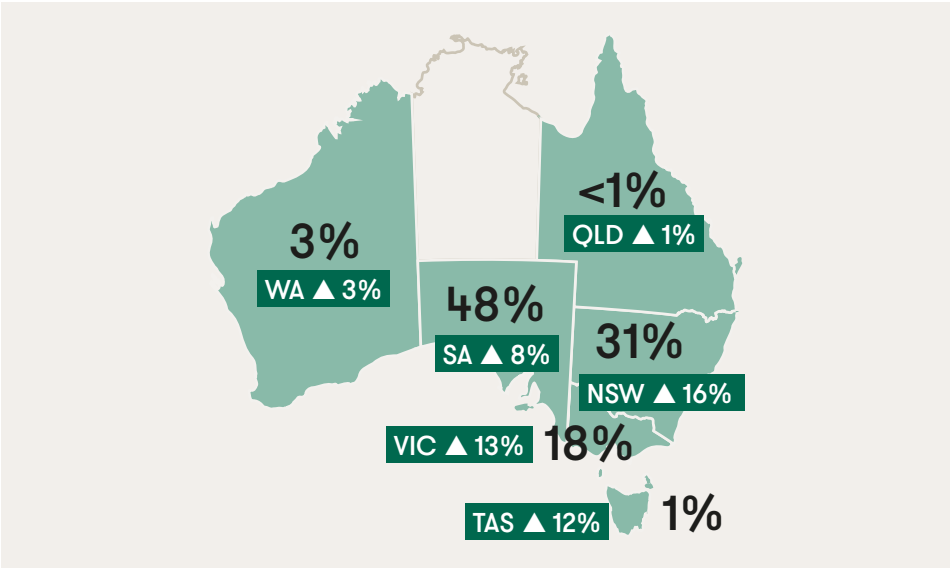 <1%
QLD ▲ 1%
3%
WA ▲ 3%
48%
SA ▲ 8%
31%
NSW ▲ 16%
VIC ▲ 13% 18%
TAS ▲ 12% 1%